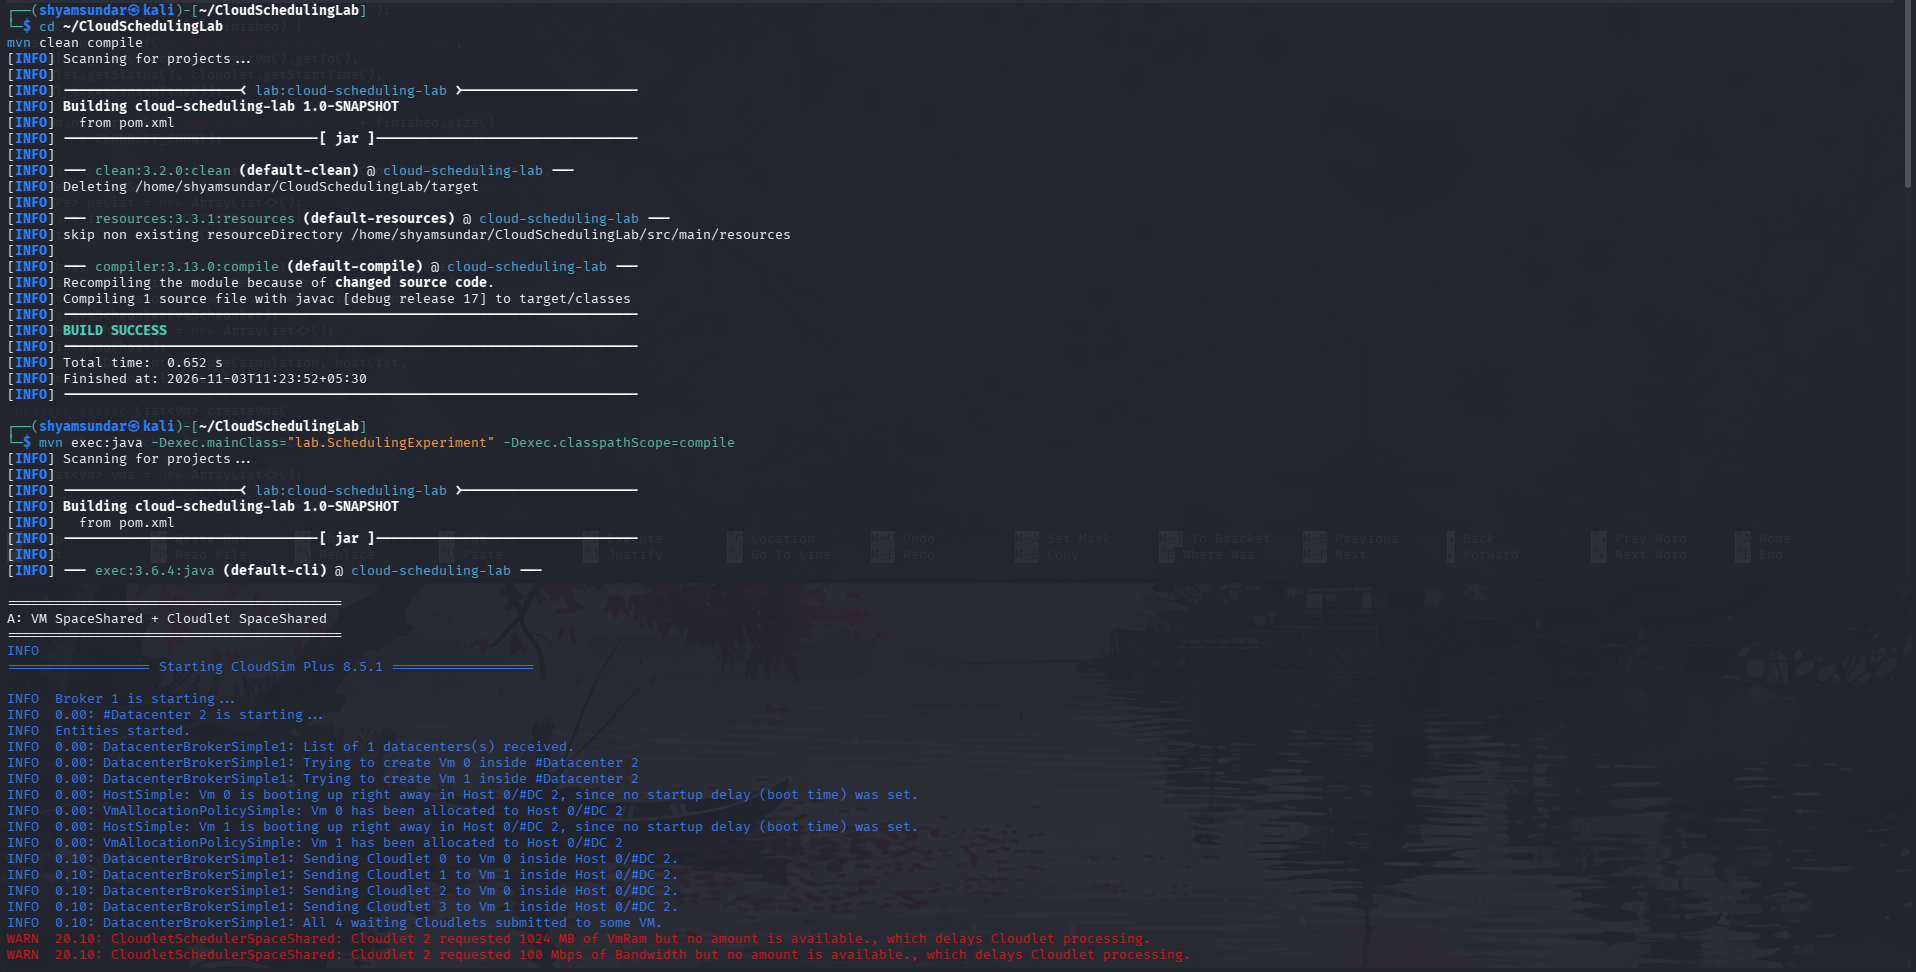 ┌──(shyamsundar㉿kali)-[~/CloudSchedulingLab]
└─$ cd ~/CloudSchedulingLab
mvn clean compile
[INFO] Scanning for projects...
[INFO]
[INFO] ----------------------< lab:cloud-scheduling-lab >----------------------
[INFO] Building cloud-scheduling-lab 1.0-SNAPSHOT
[INFO]   from pom.xml
[INFO] --------------------------------[ jar ]---------------------------------
[INFO]
[INFO] --- clean:3.2.0:clean (default-clean) @ cloud-scheduling-lab ---
[INFO] Deleting /home/shyamsundar/CloudSchedulingLab/target
[INFO]
[INFO] --- resources:3.3.1:resources (default-resources) @ cloud-scheduling-lab ---
[INFO] skip non existing resourceDirectory /home/shyamsundar/CloudSchedulingLab/src/main/resources
[INFO]
[INFO] --- compiler:3.13.0:compile (default-compile) @ cloud-scheduling-lab ---
[INFO] Recompiling the module because of changed source code.
[INFO] Compiling 1 source file with javac [debug release 17] to target/classes
[INFO] ------------------------------------------------------------------------
[INFO] BUILD SUCCESS
[INFO] ------------------------------------------------------------------------
[INFO] Total time:  0.652 s
[INFO] Finished at: 2026-11-03T11:23:52+05:30
[INFO] ------------------------------------------------------------------------
┌──(shyamsundar㉿kali)-[~/CloudSchedulingLab]
└─$ mvn exec:java -Dexec.mainClass="lab.SchedulingExperiment" -Dexec.classpathScope=compile
[INFO] Scanning for projects...
[INFO]
[INFO] ----------------------< lab:cloud-scheduling-lab >----------------------
[INFO] Building cloud-scheduling-lab 1.0-SNAPSHOT
[INFO]   from pom.xml
[INFO] --------------------------------[ jar ]---------------------------------
[INFO]
[INFO] --- exec:3.6.4:java (default-cli) @ cloud-scheduling-lab ---
==========================================
A: VM SpaceShared + Cloudlet SpaceShared
==========================================
INFO
================== Starting CloudSim Plus 8.5.1 ==================
INFO  Broker 1 is starting...
INFO  0.00: #Datacenter 2 is starting...
INFO  Entities started.
INFO  0.00: DatacenterBrokerSimple1: List of 1 datacenters(s) received.
INFO  0.00: DatacenterBrokerSimple1: Trying to create Vm 0 inside #Datacenter 2
INFO  0.00: DatacenterBrokerSimple1: Trying to create Vm 1 inside #Datacenter 2
INFO  0.00: HostSimple: Vm 0 is booting up right away in Host 0/#DC 2, since no startup delay (boot time) was set.
INFO  0.00: VmAllocationPolicySimple: Vm 0 has been allocated to Host 0/#DC 2
INFO  0.00: HostSimple: Vm 1 is booting up right away in Host 0/#DC 2, since no startup delay (boot time) was set.
INFO  0.00: VmAllocationPolicySimple: Vm 1 has been allocated to Host 0/#DC 2
INFO  0.10: DatacenterBrokerSimple1: Sending Cloudlet 0 to Vm 0 inside Host 0/#DC 2.
INFO  0.10: DatacenterBrokerSimple1: Sending Cloudlet 1 to Vm 1 inside Host 0/#DC 2.
INFO  0.10: DatacenterBrokerSimple1: Sending Cloudlet 2 to Vm 0 inside Host 0/#DC 2.
INFO  0.10: DatacenterBrokerSimple1: Sending Cloudlet 3 to Vm 1 inside Host 0/#DC 2.
INFO  0.10: DatacenterBrokerSimple1: All 4 waiting Cloudlets submitted to some VM.
WARN  20.10: CloudletSchedulerSpaceShared: Cloudlet 2 requested 1024 MB of VmRam but no amount is available., which delays Cloudlet processing.
WARN  20.10: CloudletSchedulerSpaceShared: Cloudlet 2 requested 100 Mbps of Bandwidth but no amount is available., which delays Cloudlet processing.